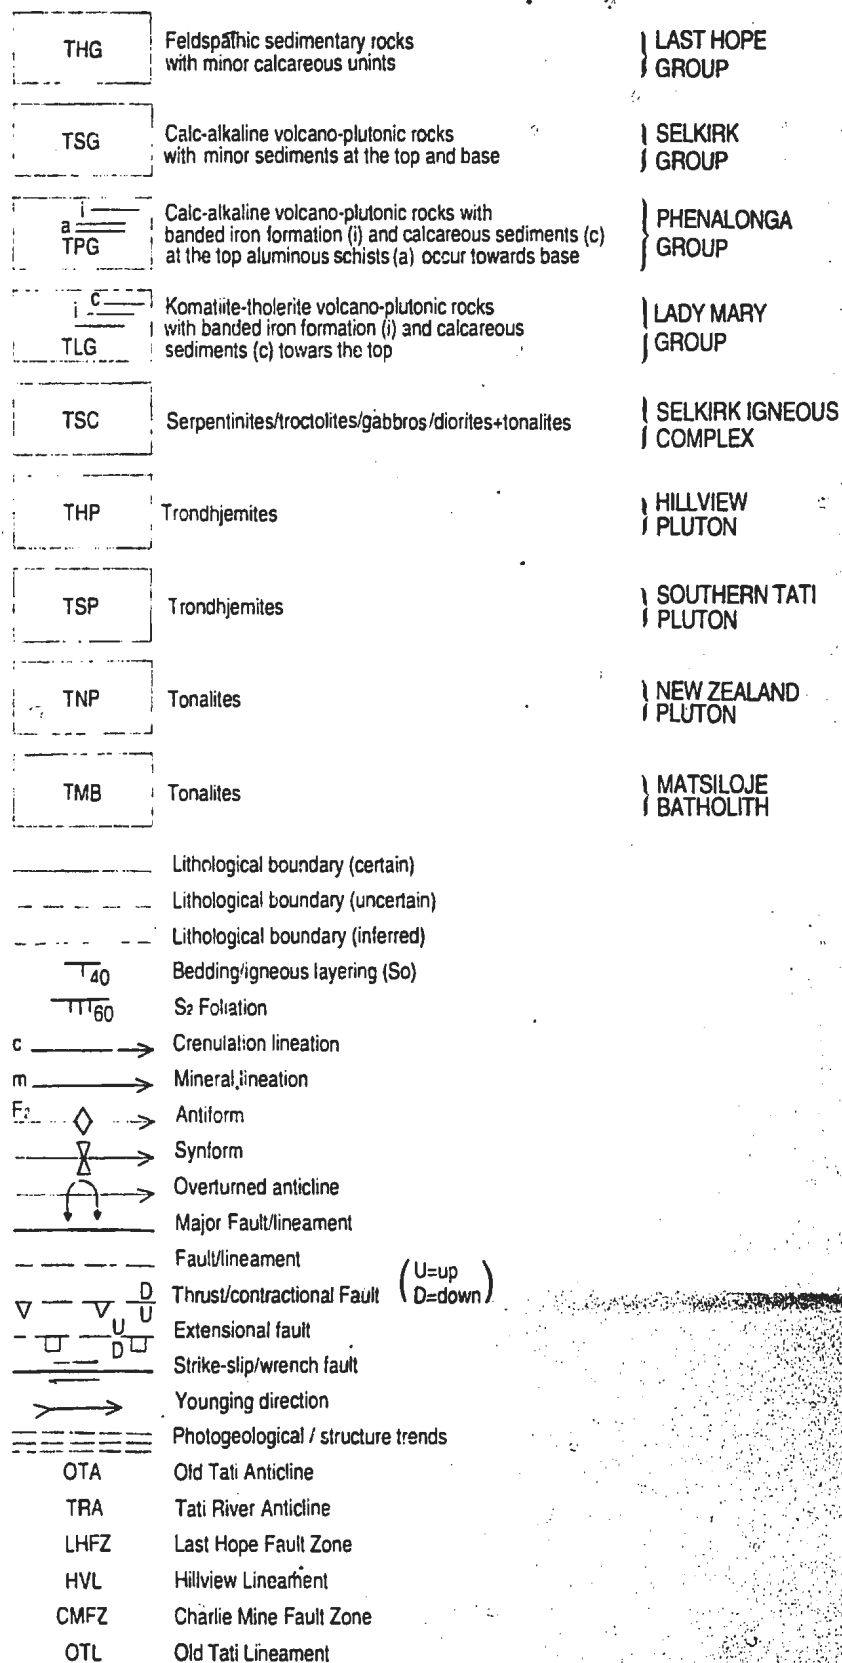 THG
Feldspathic sedimentary rocks
with minor calcareous unints
LAST HOPE
GROUP
TSG
Calc-alkaline volcano-plutonic rocks
with minor sediments at the top and base
SELKIRK
GROUP
i
a
TPG
Calc-alkaline volcano-plutonic rocks with
banded iron formation (i) and calcareous sediments (c)
at the top aluminous schists (a) occur towards base
PHENALONGA
GROUP
c
i
TLG
Komatiite-tholerite volcano-plutonic rocks
with banded iron formation (i) and calcareous
sediments (c) towars the top
LADY MARY
GROUP
TSC
Serpentinites/troctolites/gabbros/diorites+tonalites
SELKIRK IGNEOUS
COMPLEX
THP
Trondhjemites
HILLVIEW
PLUTON
TSP
Trondhjemites
SOUTHERN TATI
PLUTON
TNP
Tonalites
NEW ZEALAND
PLUTON
TMB
Tonalites
MATSILOJE
BATHOLITH
Lithological boundary (certain)
Lithological boundary (uncertain)
Lithological boundary (inferred)
40 Bedding/igneous layering (So)
60 S2 Foliation
c Crenulation lineation
m Mineral lineation
F2 Antiform
Synform
Overturned anticline
Major Fault/lineament
Fault/lineament
D U Thrust/contractional Fault (U=up D=down)
U D Extensional fault
Strike-slip/wrench fault
Younging direction
Photogeological / structure trends
OTA Old Tati Anticline
TRA Tati River Anticline
LHFZ Last Hope Fault Zone
HVL Hillview Lineament
CMFZ Charlie Mine Fault Zone
OTL Old Tati Lineament